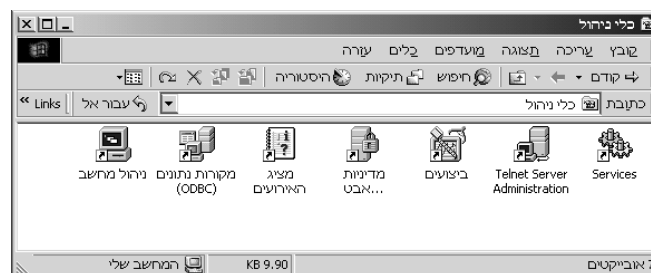 כלי ניהול
קובץ עריכה תצוגה מועדפים כלים עזרה
קודם חיפוש תיקיות היסטוריה
כתובת כלי ניהול עבור אל Links »
Services
Telnet Server Administration
ביצועים
מדיניות אבט...
מציג האירועים
מקורות נתונים (ODBC)
ניהול מחשב
7 אובייקטים KB 9.90 המחשב שלי